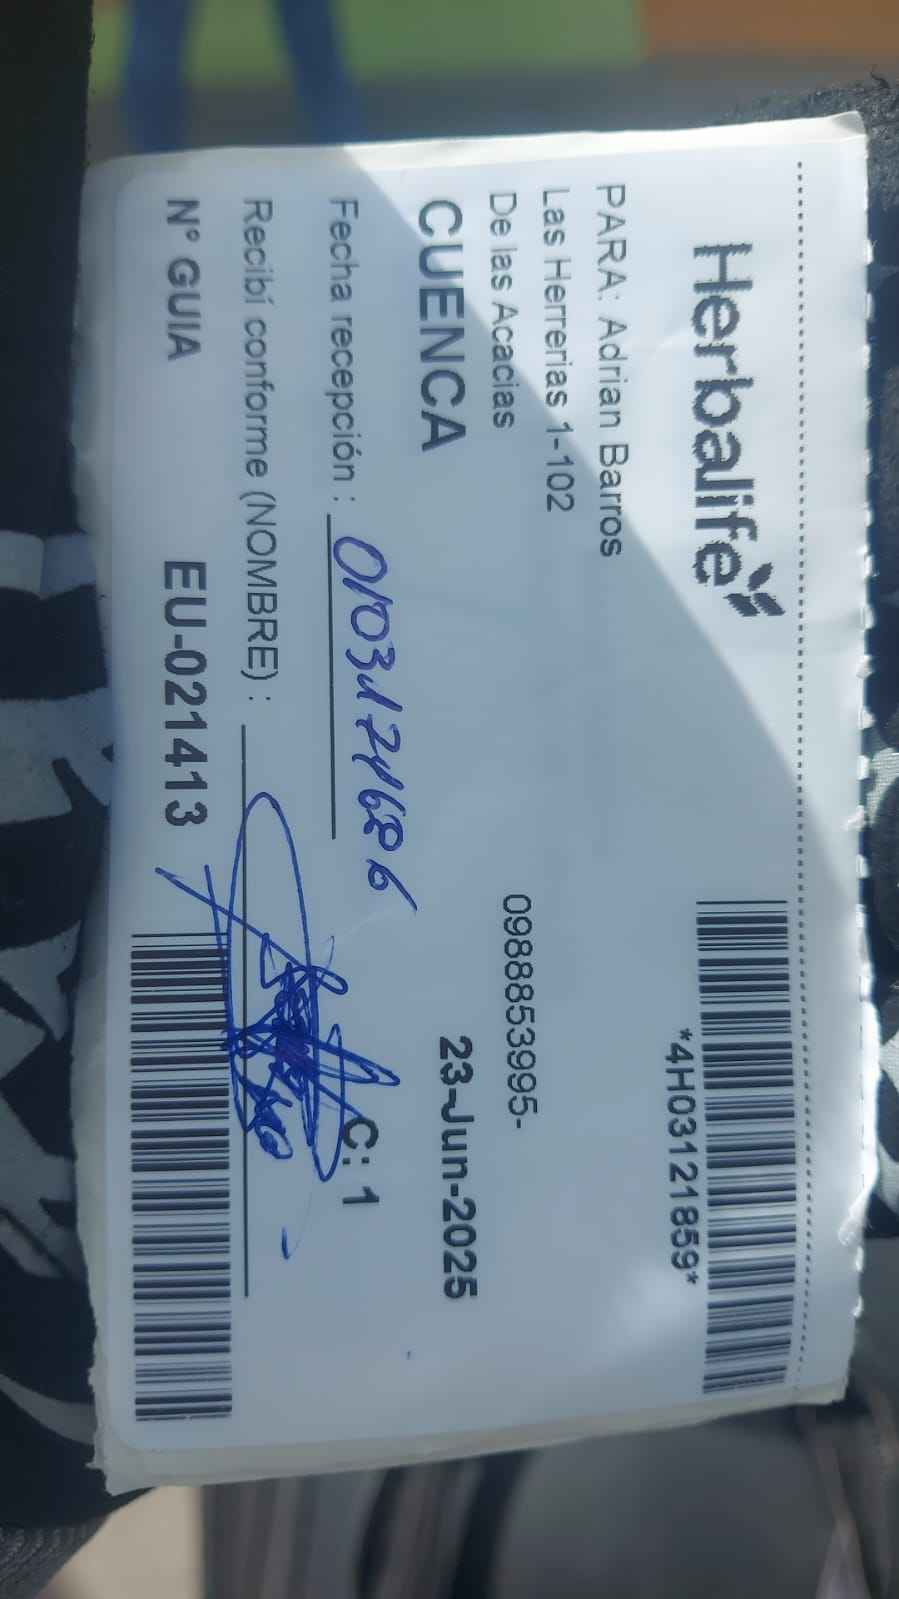 Herbalife
*4H03121859*
PARA: Adrian Barros
Las Herrerias 1-102
De las Acacias
0988853995-
CUENCA
23-Jun-2025
Fecha recepción :
C: 1
Recibí conforme (NOMBRE) :
N° GUIA EU-021413